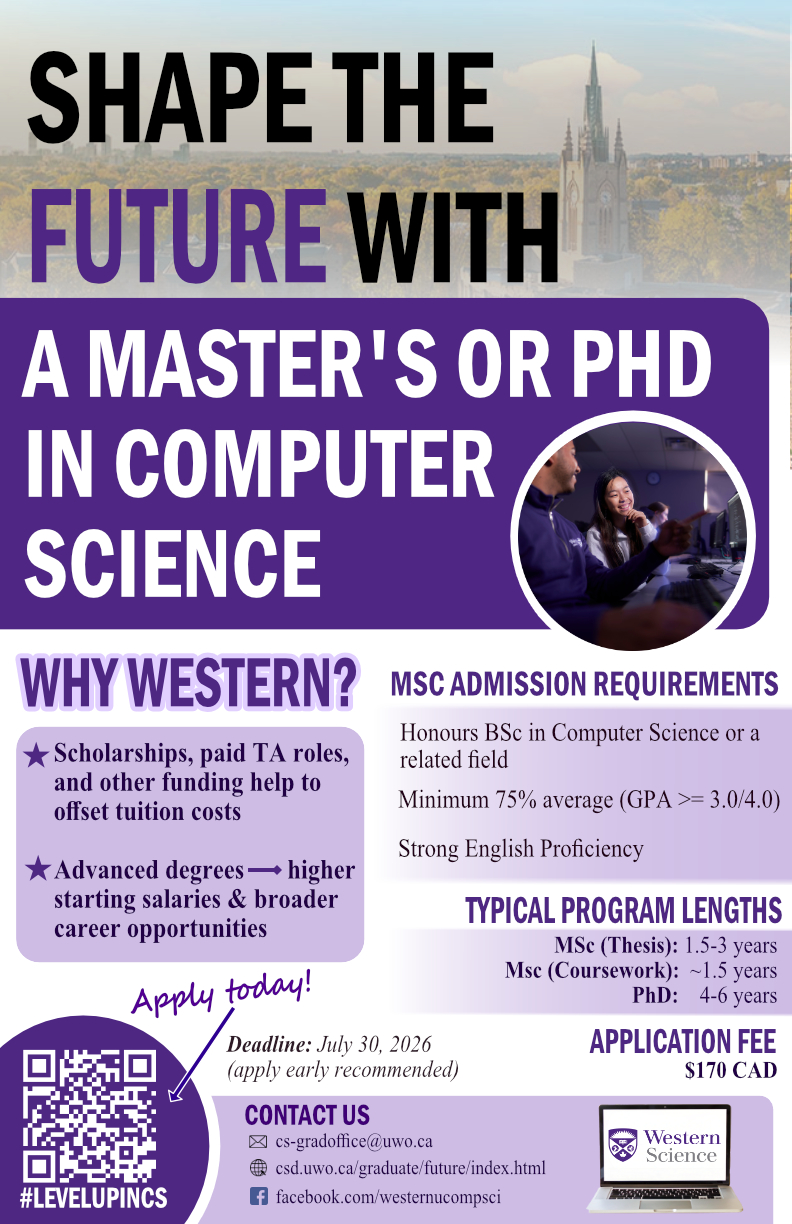 SHAPE THE
FUTURE WITH
A MASTER'S OR PHD
IN COMPUTER
SCIENCE
WHY WESTERN?
Scholarships, paid TA roles,
and other funding help to
offset tuition costs
Advanced degrees → higher
starting salaries & broader
career opportunities
MSC ADMISSION REQUIREMENTS
Honours BSc in Computer Science or a
related field
Minimum 75% average (GPA >= 3.0/4.0)
Strong English Proficiency
TYPICAL PROGRAM LENGTHS
MSc (Thesis): 1.5-3 years
Msc (Coursework): ~1.5 years
PhD: 4-6 years
Apply today!
Deadline: July 30, 2026
(apply early recommended)
APPLICATION FEE
$170 CAD
#LEVELUPINCS
CONTACT US
cs-gradoffice@uwo.ca
csd.uwo.ca/graduate/future/index.html
facebook.com/westernucompsci
Western
Science